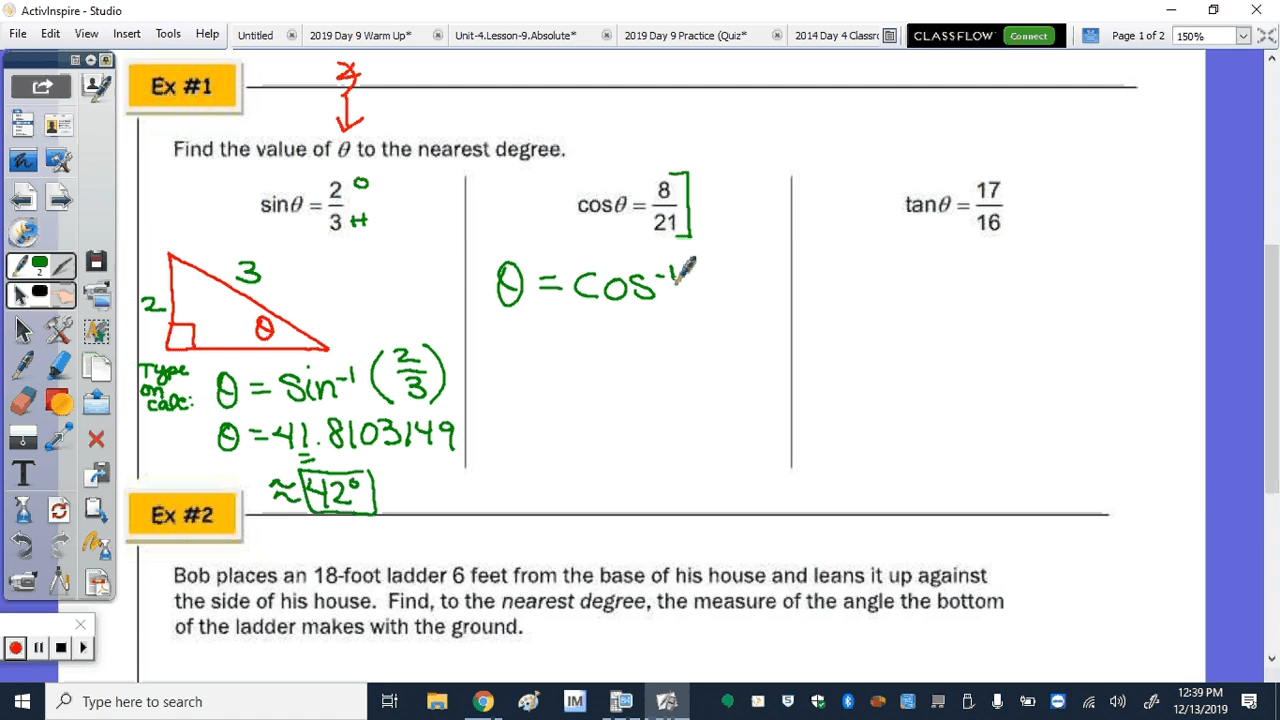 ActivInspire - Studio
File Edit View Insert Tools Help
Untitled 2019 Day 9 Warm Up* Unit-4.Lesson-9.Absolute* 2019 Day 9 Practice (Quiz* 2014 Day 4 Classro
CLASSFLOW Connect
Page 1 of 2 150%
Ex #1
Find the value of θ to the nearest degree.
sinθ = 2/3
O
H
cosθ = 8/21 ]
tanθ = 17/16
3
2
θ
θ = cos⁻¹
Type on calc:
θ = sin⁻¹ (2/3)
θ = 41.8103149
≈ 42°
Ex #2
Bob places an 18-foot ladder 6 feet from the base of his house and leans it up against
the side of his house. Find, to the nearest degree, the measure of the angle the bottom
of the ladder makes with the ground.
2
T
Type here to search
IM
12:39 PM
12/13/2019